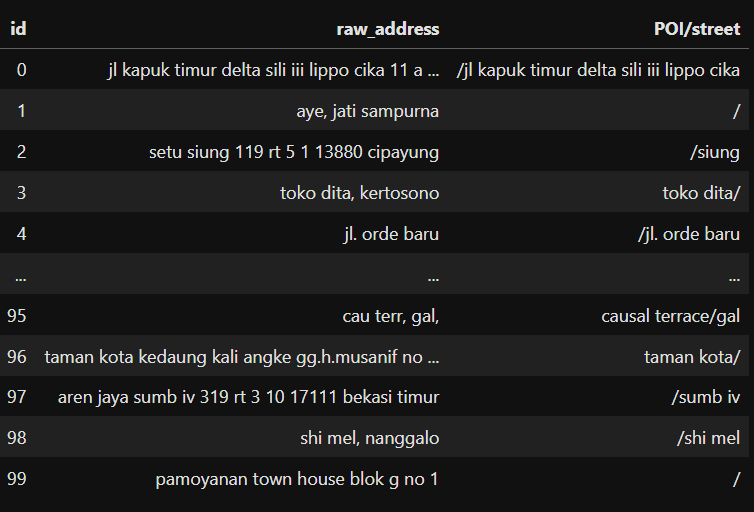 id raw_address POI/street
0 jl kapuk timur delta sili iii lippo cika 11 a ... /jl kapuk timur delta sili iii lippo cika
1 aye, jati sampurna /
2 setu siung 119 rt 5 1 13880 cipayung /siung
3 toko dita, kertosono toko dita/
4 jl. orde baru /jl. orde baru
... ... ...
95 cau terr, gal, causal terrace/gal
96 taman kota kedaung kali angke gg.h.musanif no ... taman kota/
97 aren jaya sumb iv 319 rt 3 10 17111 bekasi timur /sumb iv
98 shi mel, nanggalo /shi mel
99 pamoyanan town house blok g no 1 /